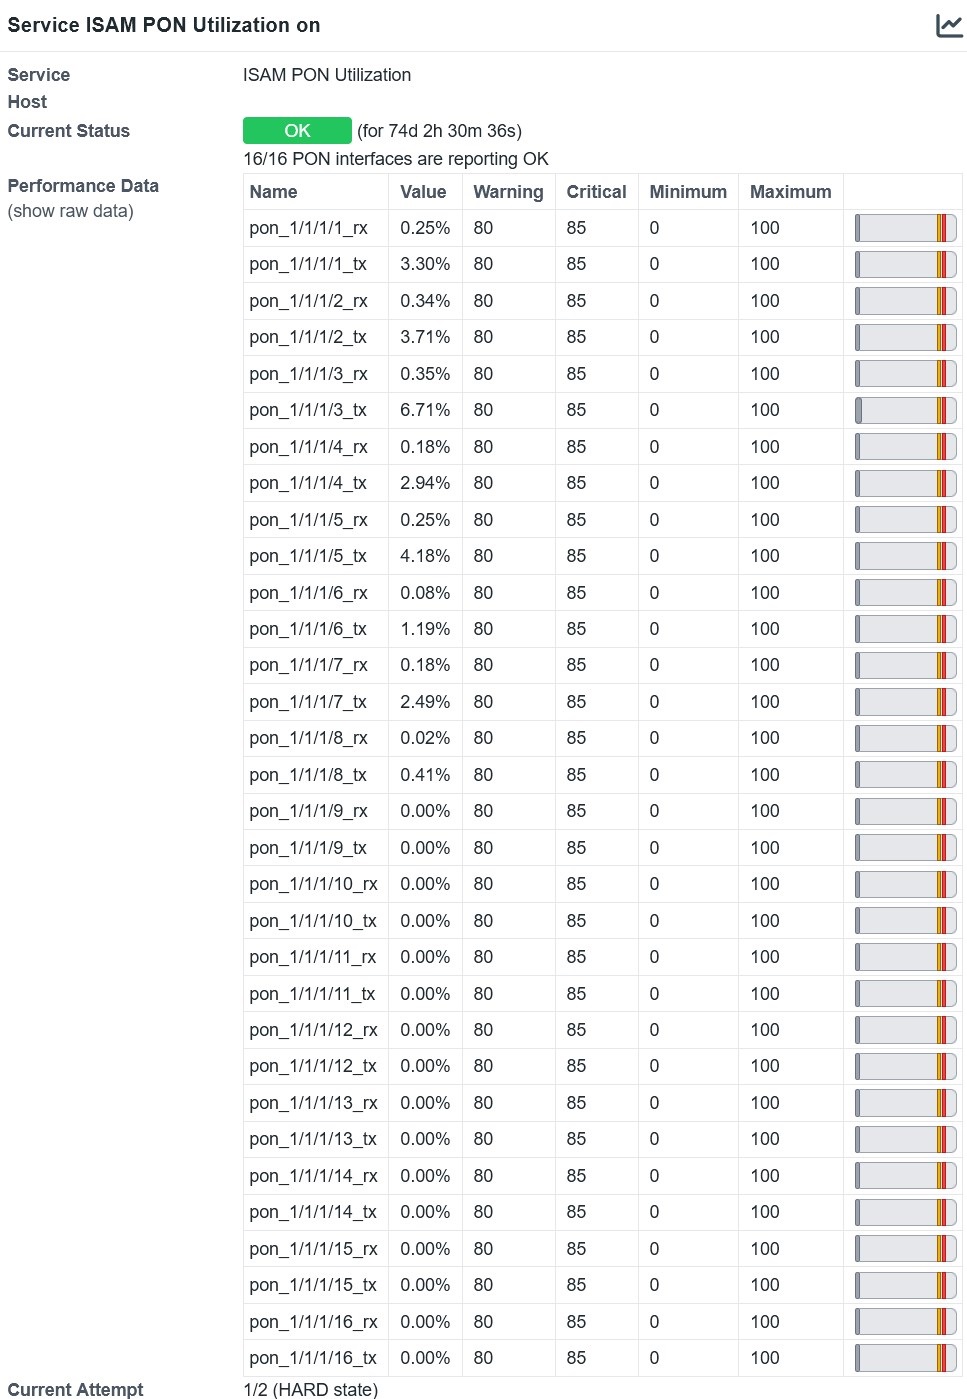 Service ISAM PON Utilization on
Service ISAM PON Utilization
Host
Current Status OK (for 74d 2h 30m 36s)
16/16 PON interfaces are reporting OK
Performance Data
(show raw data)
Name Value Warning Critical Minimum Maximum
pon_1/1/1/1_rx 0.25% 80 85 0 100
pon_1/1/1/1_tx 3.30% 80 85 0 100
pon_1/1/1/2_rx 0.34% 80 85 0 100
pon_1/1/1/2_tx 3.71% 80 85 0 100
pon_1/1/1/3_rx 0.35% 80 85 0 100
pon_1/1/1/3_tx 6.71% 80 85 0 100
pon_1/1/1/4_rx 0.18% 80 85 0 100
pon_1/1/1/4_tx 2.94% 80 85 0 100
pon_1/1/1/5_rx 0.25% 80 85 0 100
pon_1/1/1/5_tx 4.18% 80 85 0 100
pon_1/1/1/6_rx 0.08% 80 85 0 100
pon_1/1/1/6_tx 1.19% 80 85 0 100
pon_1/1/1/7_rx 0.18% 80 85 0 100
pon_1/1/1/7_tx 2.49% 80 85 0 100
pon_1/1/1/8_rx 0.02% 80 85 0 100
pon_1/1/1/8_tx 0.41% 80 85 0 100
pon_1/1/1/9_rx 0.00% 80 85 0 100
pon_1/1/1/9_tx 0.00% 80 85 0 100
pon_1/1/1/10_rx 0.00% 80 85 0 100
pon_1/1/1/10_tx 0.00% 80 85 0 100
pon_1/1/1/11_rx 0.00% 80 85 0 100
pon_1/1/1/11_tx 0.00% 80 85 0 100
pon_1/1/1/12_rx 0.00% 80 85 0 100
pon_1/1/1/12_tx 0.00% 80 85 0 100
pon_1/1/1/13_rx 0.00% 80 85 0 100
pon_1/1/1/13_tx 0.00% 80 85 0 100
pon_1/1/1/14_rx 0.00% 80 85 0 100
pon_1/1/1/14_tx 0.00% 80 85 0 100
pon_1/1/1/15_rx 0.00% 80 85 0 100
pon_1/1/1/15_tx 0.00% 80 85 0 100
pon_1/1/1/16_rx 0.00% 80 85 0 100
pon_1/1/1/16_tx 0.00% 80 85 0 100
Current Attempt 1/2 (HARD state)